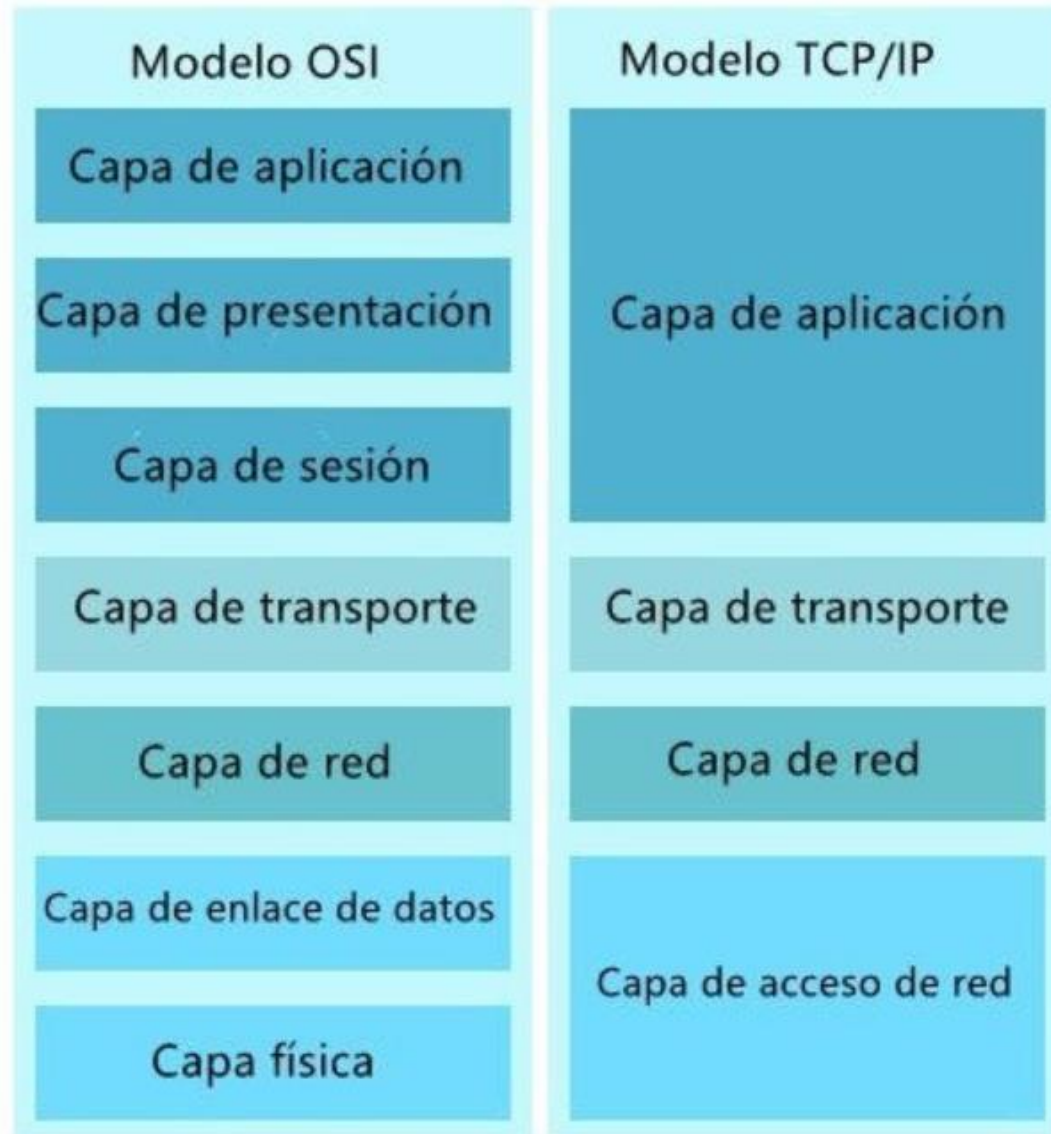 Modelo OSI
Capa de aplicación
Capa de presentación
Capa de sesión
Capa de transporte
Capa de red
Capa de enlace de datos
Capa física
Modelo TCP/IP
Capa de aplicación
Capa de transporte
Capa de red
Capa de acceso de red